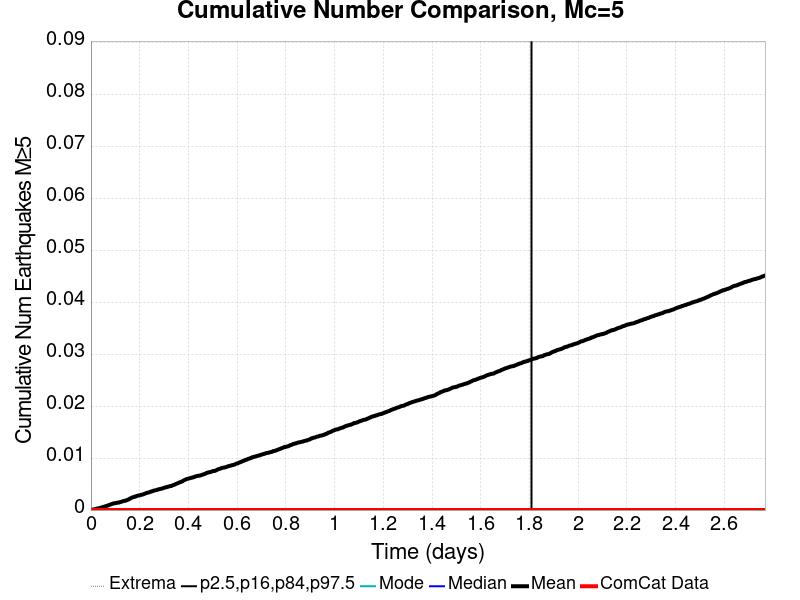 Cumulative Number Comparison, Mc=5
Cumulative Num Earthquakes M≥5
0.09
0.08
0.07
0.06
0.05
0.04
0.03
0.02
0.01
0
0 0.2 0.4 0.6 0.8 1 1.2 1.4 1.6 1.8 2 2.2 2.4 2.6
Time (days)
Extrema p2.5,p16,p84,p97.5 Mode Median Mean ComCat Data